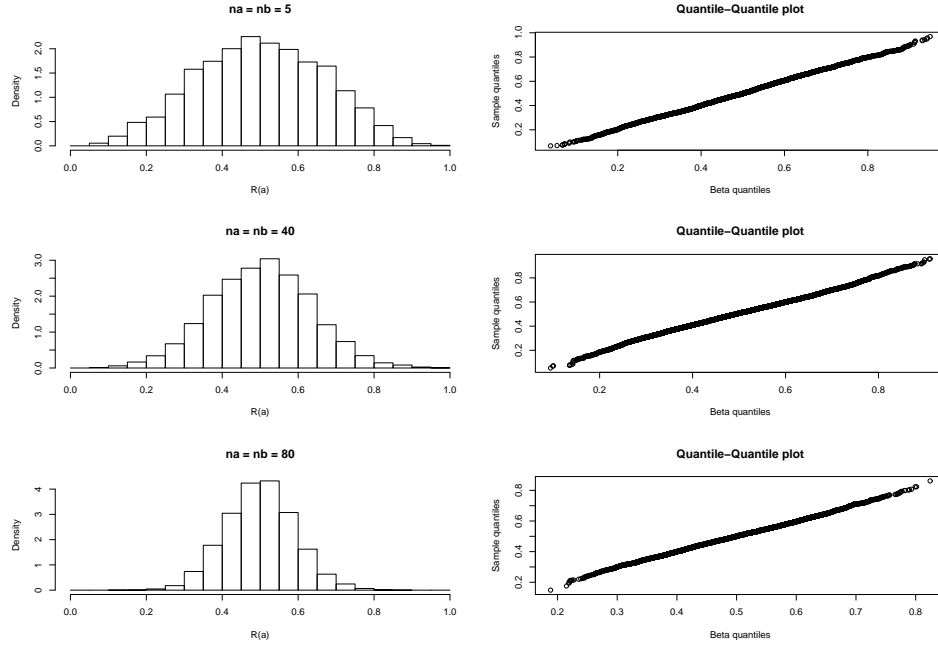 na = nb = 5
Density
0.0 0.5 1.0 1.5 2.0
0.0 0.2 0.4 0.6 0.8 1.0
R(a)
Quantile−Quantile plot
Sample quantiles
0.2 0.4 0.6 0.8 1.0
0.2 0.4 0.6 0.8
Beta quantiles
na = nb = 40
Density
0.0 1.0 2.0 3.0
0.0 0.2 0.4 0.6 0.8 1.0
R(a)
Quantile−Quantile plot
Sample quantiles
0.2 0.4 0.6 0.8
0.2 0.4 0.6 0.8
Beta quantiles
na = nb = 80
Density
0 1 2 3 4
0.0 0.2 0.4 0.6 0.8 1.0
R(a)
Quantile−Quantile plot
Sample quantiles
0.2 0.4 0.6 0.8
0.2 0.3 0.4 0.5 0.6 0.7 0.8
Beta quantiles